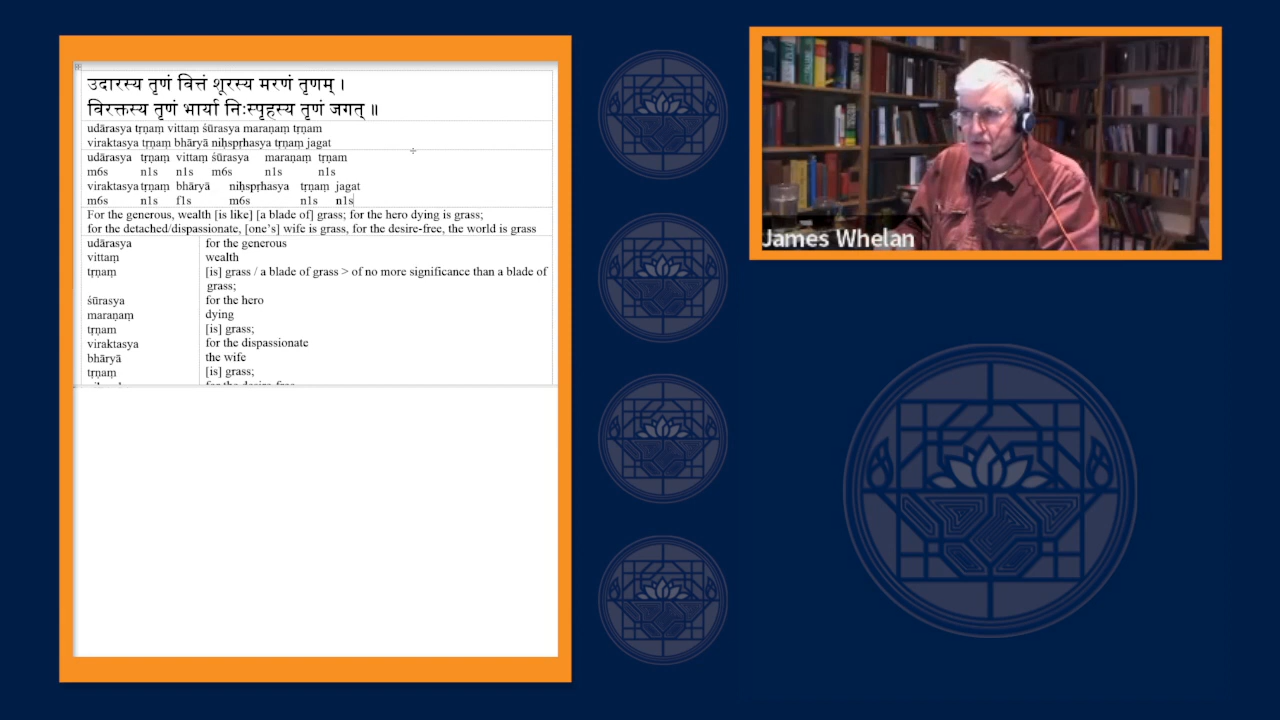 उदारस्य तृणं वित्तं शूरस्य मरणं तृणम् ।
विरक्तस्य तृणं भार्या निःस्पृहस्य तृणं जगत् ॥
udārasya tṛṇaṃ vittaṃ śūrasya maraṇaṃ tṛṇam
viraktasya tṛṇaṃ bhāryā niḥspṛhasya tṛṇaṃ jagat
udārasya tṛṇaṃ vittaṃ śūrasya maraṇaṃ tṛṇam
m6s n1s n1s m6s n1s n1s
viraktasya tṛṇaṃ bhāryā niḥspṛhasya tṛṇaṃ jagat
m6s n1s f1s m6s n1s n1s
For the generous, wealth [is like] [a blade of] grass; for the hero dying is grass;
for the detached/dispassionate, [one's] wife is grass, for the desire-free, the world is grass
udārasya for the generous
vittaṃ wealth
tṛṇaṃ [is] grass / a blade of grass > of no more significance than a blade of
grass;
śūrasya for the hero
maraṇaṃ dying
tṛṇam [is] grass;
viraktasya for the dispassionate
bhāryā the wife
tṛṇaṃ [is] grass;
for the desire-free
James Whelan